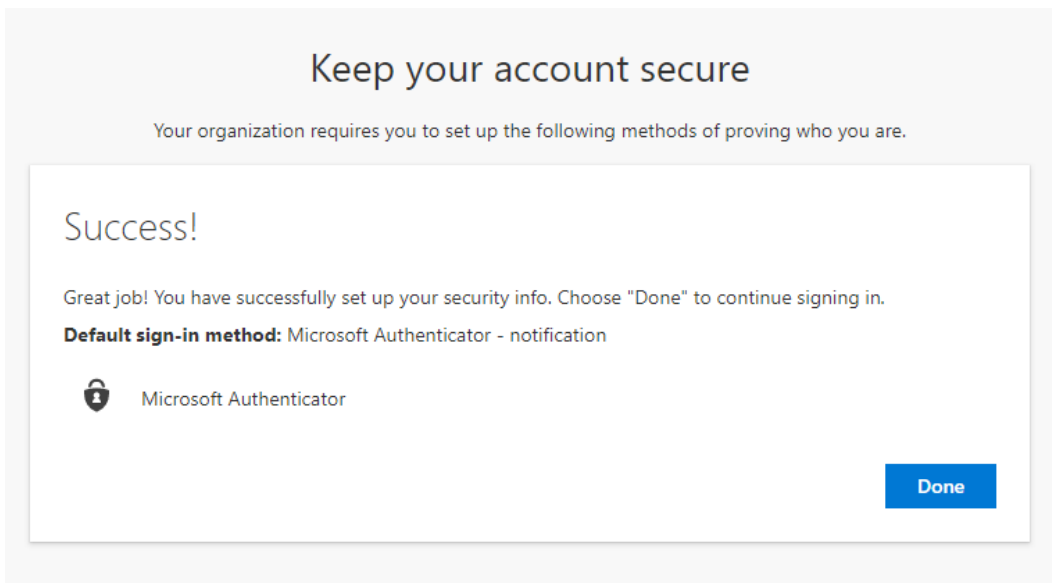 Keep your account secure
Your organization requires you to set up the following methods of proving who you are.
Success!
Great job! You have successfully set up your security info. Choose "Done" to continue signing in.
Default sign-in method: Microsoft Authenticator - notification
Microsoft Authenticator
Done